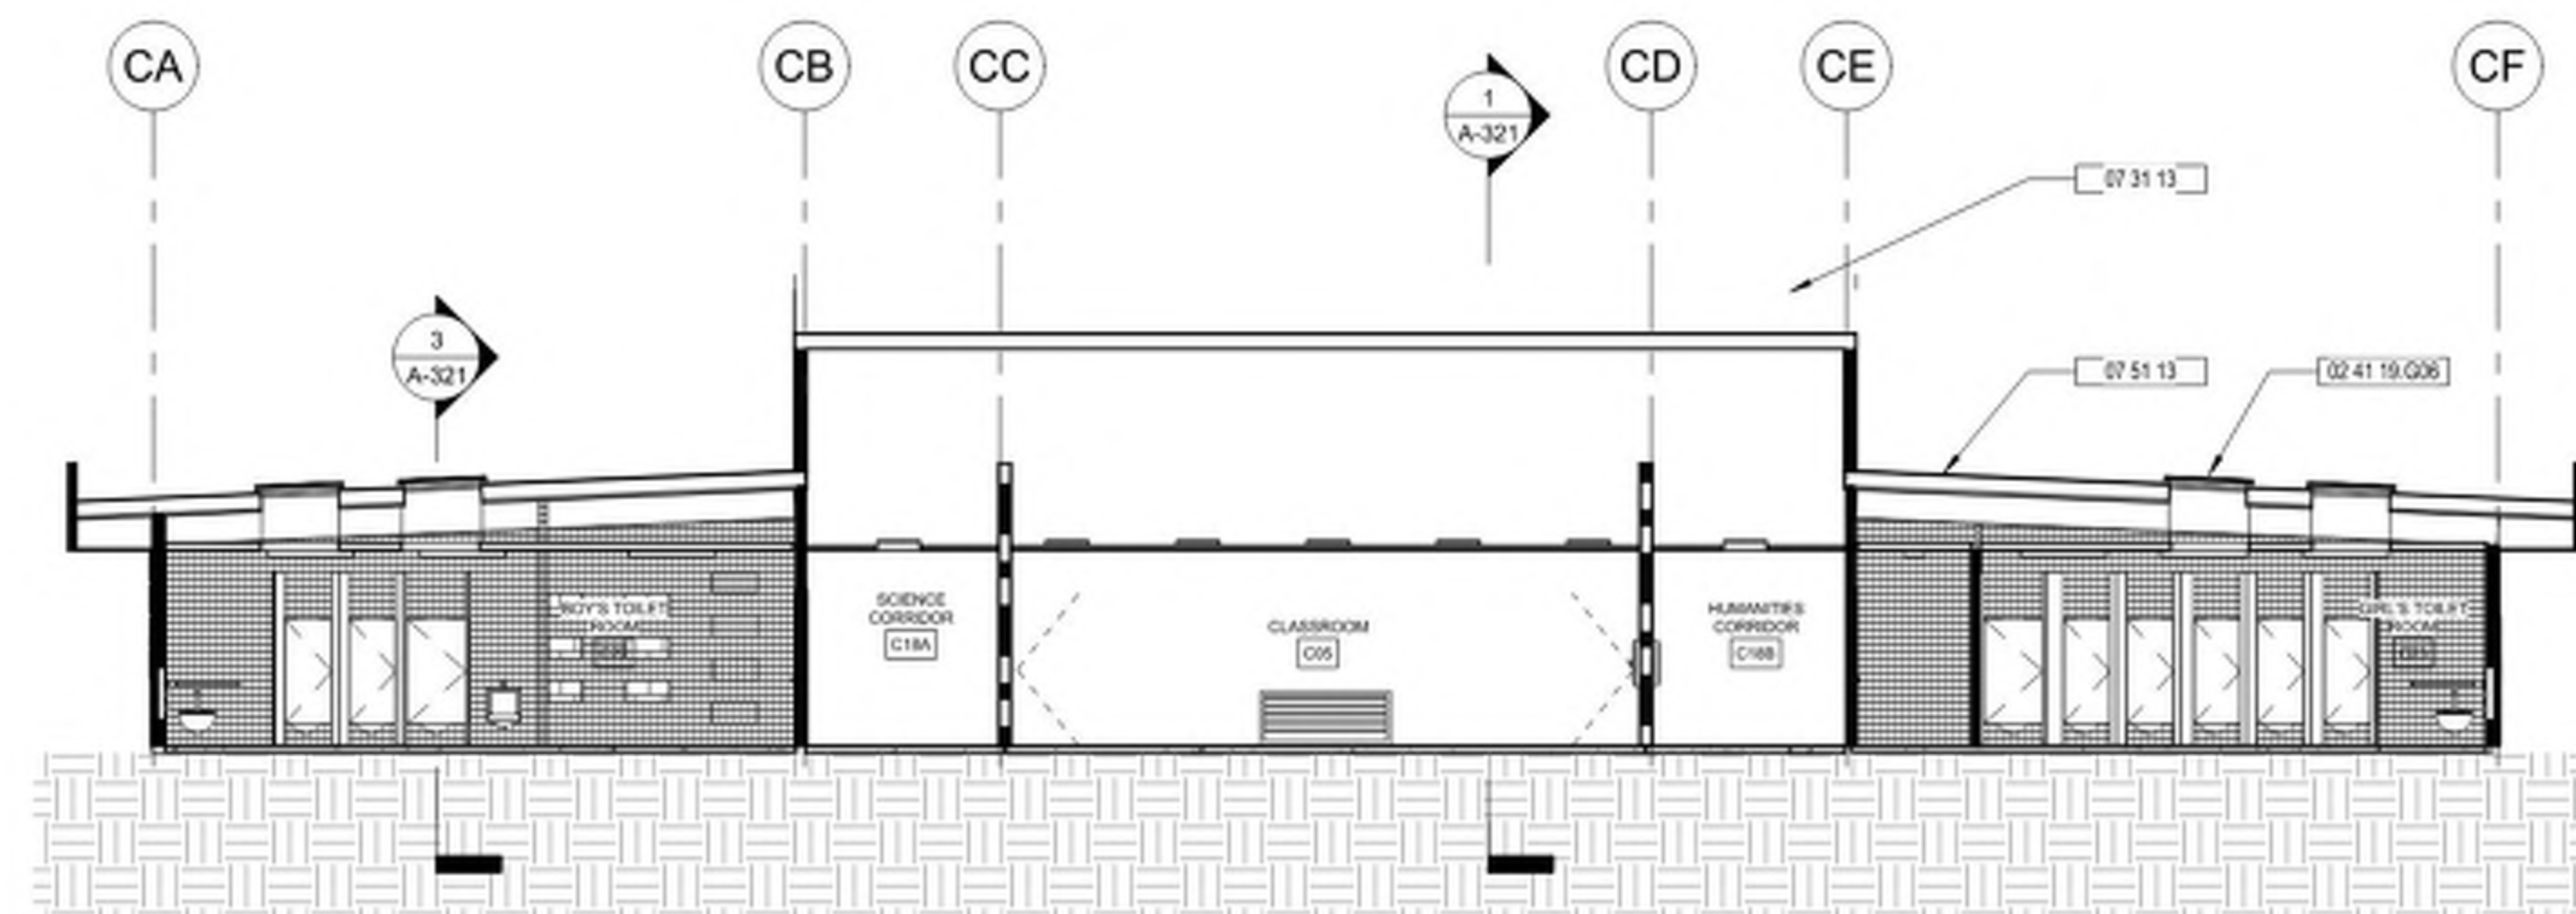 CA
CB
CC
CD
CE
CF
1
A-321
07 31 13
3
A-321
07 51 13
02 41 19.G06
SCIENCE
CORRIDOR
C18A
CLASSROOM
C05
HUMANITIES
CORRIDOR
C18B
BOY'S TOILET
ROOM
GIRL'S TOILET
ROOM